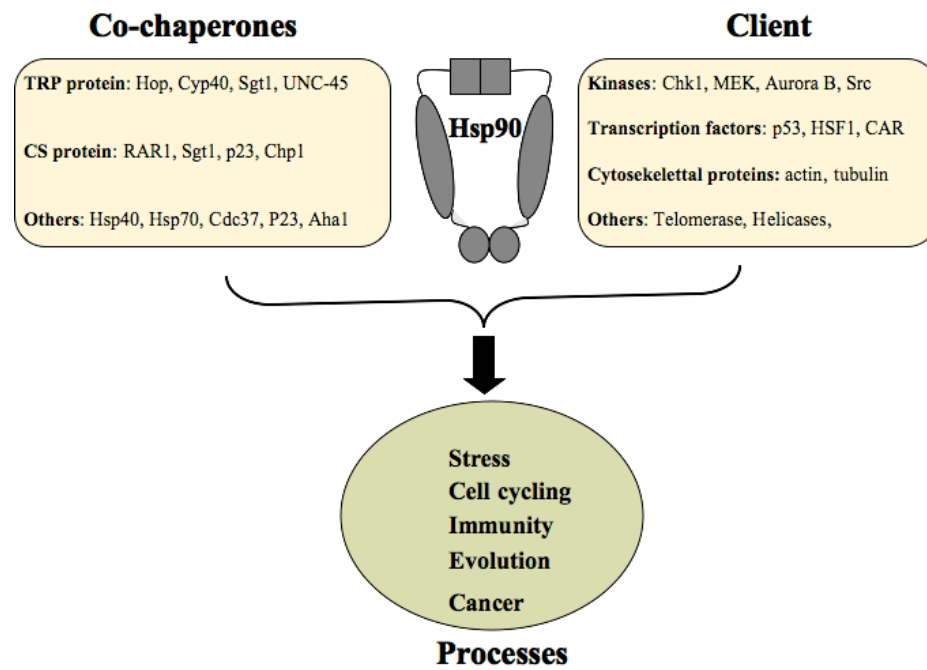 Co-chaperones
TRP protein: Hop, Cyp40, Sgt1, UNC-45
CS protein: RAR1, Sgt1, p23, Chp1
Others: Hsp40, Hsp70, Cdc37, P23, Aha1
Hsp90
Client
Kinases: Chk1, MEK, Aurora B, Src
Transcription factors: p53, HSF1, CAR
Cytosekelettal proteins: actin, tubulin
Others: Telomerase, Helicases,
Stress
Cell cycling
Immunity
Evolution
Cancer
Processes